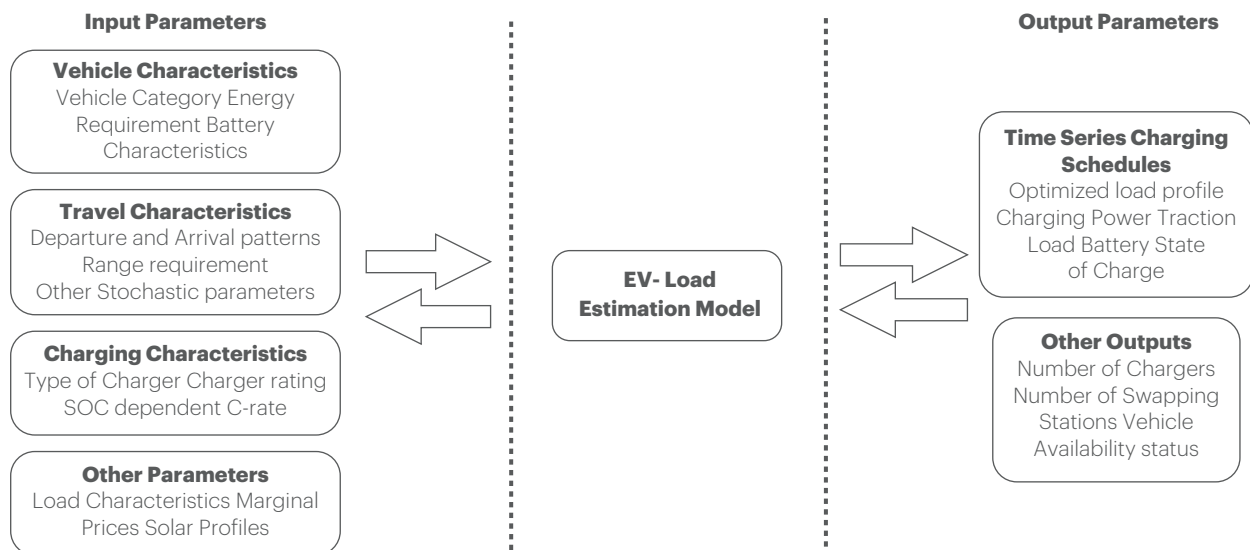 Input Parameters
Vehicle Characteristics
Vehicle Category Energy
Requirement Battery
Characteristics
Travel Characteristics
Departure and Arrival patterns
Range requirement
Other Stochastic parameters
Charging Characteristics
Type of Charger Charger rating
SOC dependent C-rate
Other Parameters
Load Characteristics Marginal
Prices Solar Profiles
EV- Load
Estimation Model
Output Parameters
Time Series Charging
Schedules
Optimized load profile
Charging Power Traction
Load Battery State
of Charge
Other Outputs
Number of Chargers
Number of Swapping
Stations Vehicle
Availability status